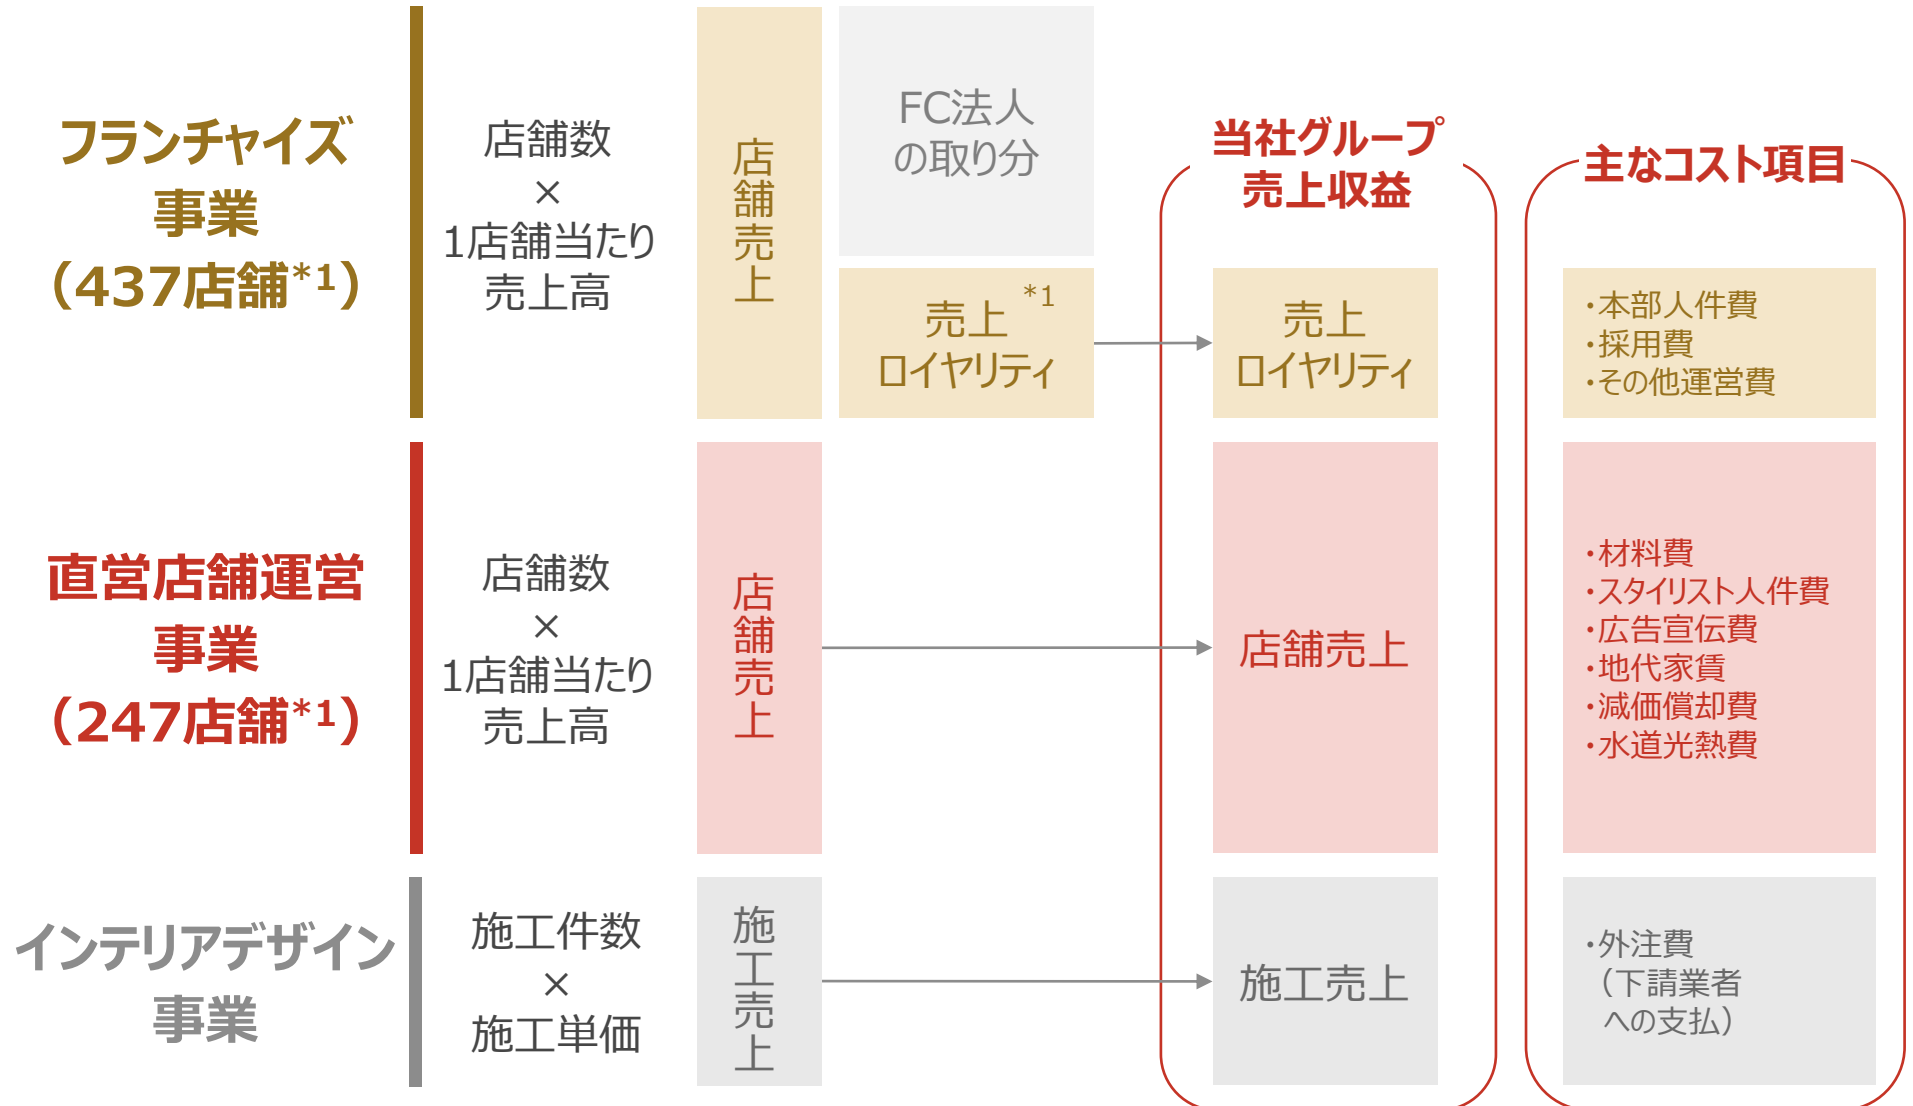 フランチャイズ
事業
（437店舗*1）
店舗数
×
1店舗当たり
売上高
店舗売上
FC法人
の取り分
売上 *1
ロイヤリティ
当社グループ
売上収益
売上
ロイヤリティ
主なコスト項目
・本部人件費
・採用費
・その他運営費
直営店舗運営
事業
（247店舗*1）
店舗数
×
1店舗当たり
売上高
店舗売上
店舗売上
・材料費
・スタイリスト人件費
・広告宣伝費
・地代家賃
・減価償却費
・水道光熱費
インテリアデザイン
事業
施工件数
×
施工単価
施工売上
施工売上
・外注費
（下請業者
への支払）